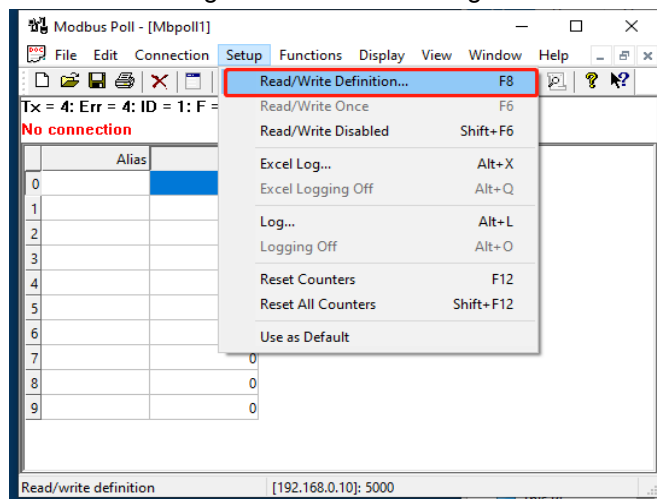 Modbus Poll - [Mbpoll1]
File Edit Connection Setup Functions Display View Window Help
Tx = 4: Err = 4: ID = 1: F =
No connection
Read/Write Definition... F8
Read/Write Once F6
Read/Write Disabled Shift+F6
Excel Log... Alt+X
Excel Logging Off Alt+Q
Log... Alt+L
Logging Off Alt+O
Reset Counters F12
Reset All Counters Shift+F12
Use as Default
Alias
0
1
2
3
4
5
6
7 0
8 0
9 0
Read/write definition [192.168.0.10]: 5000